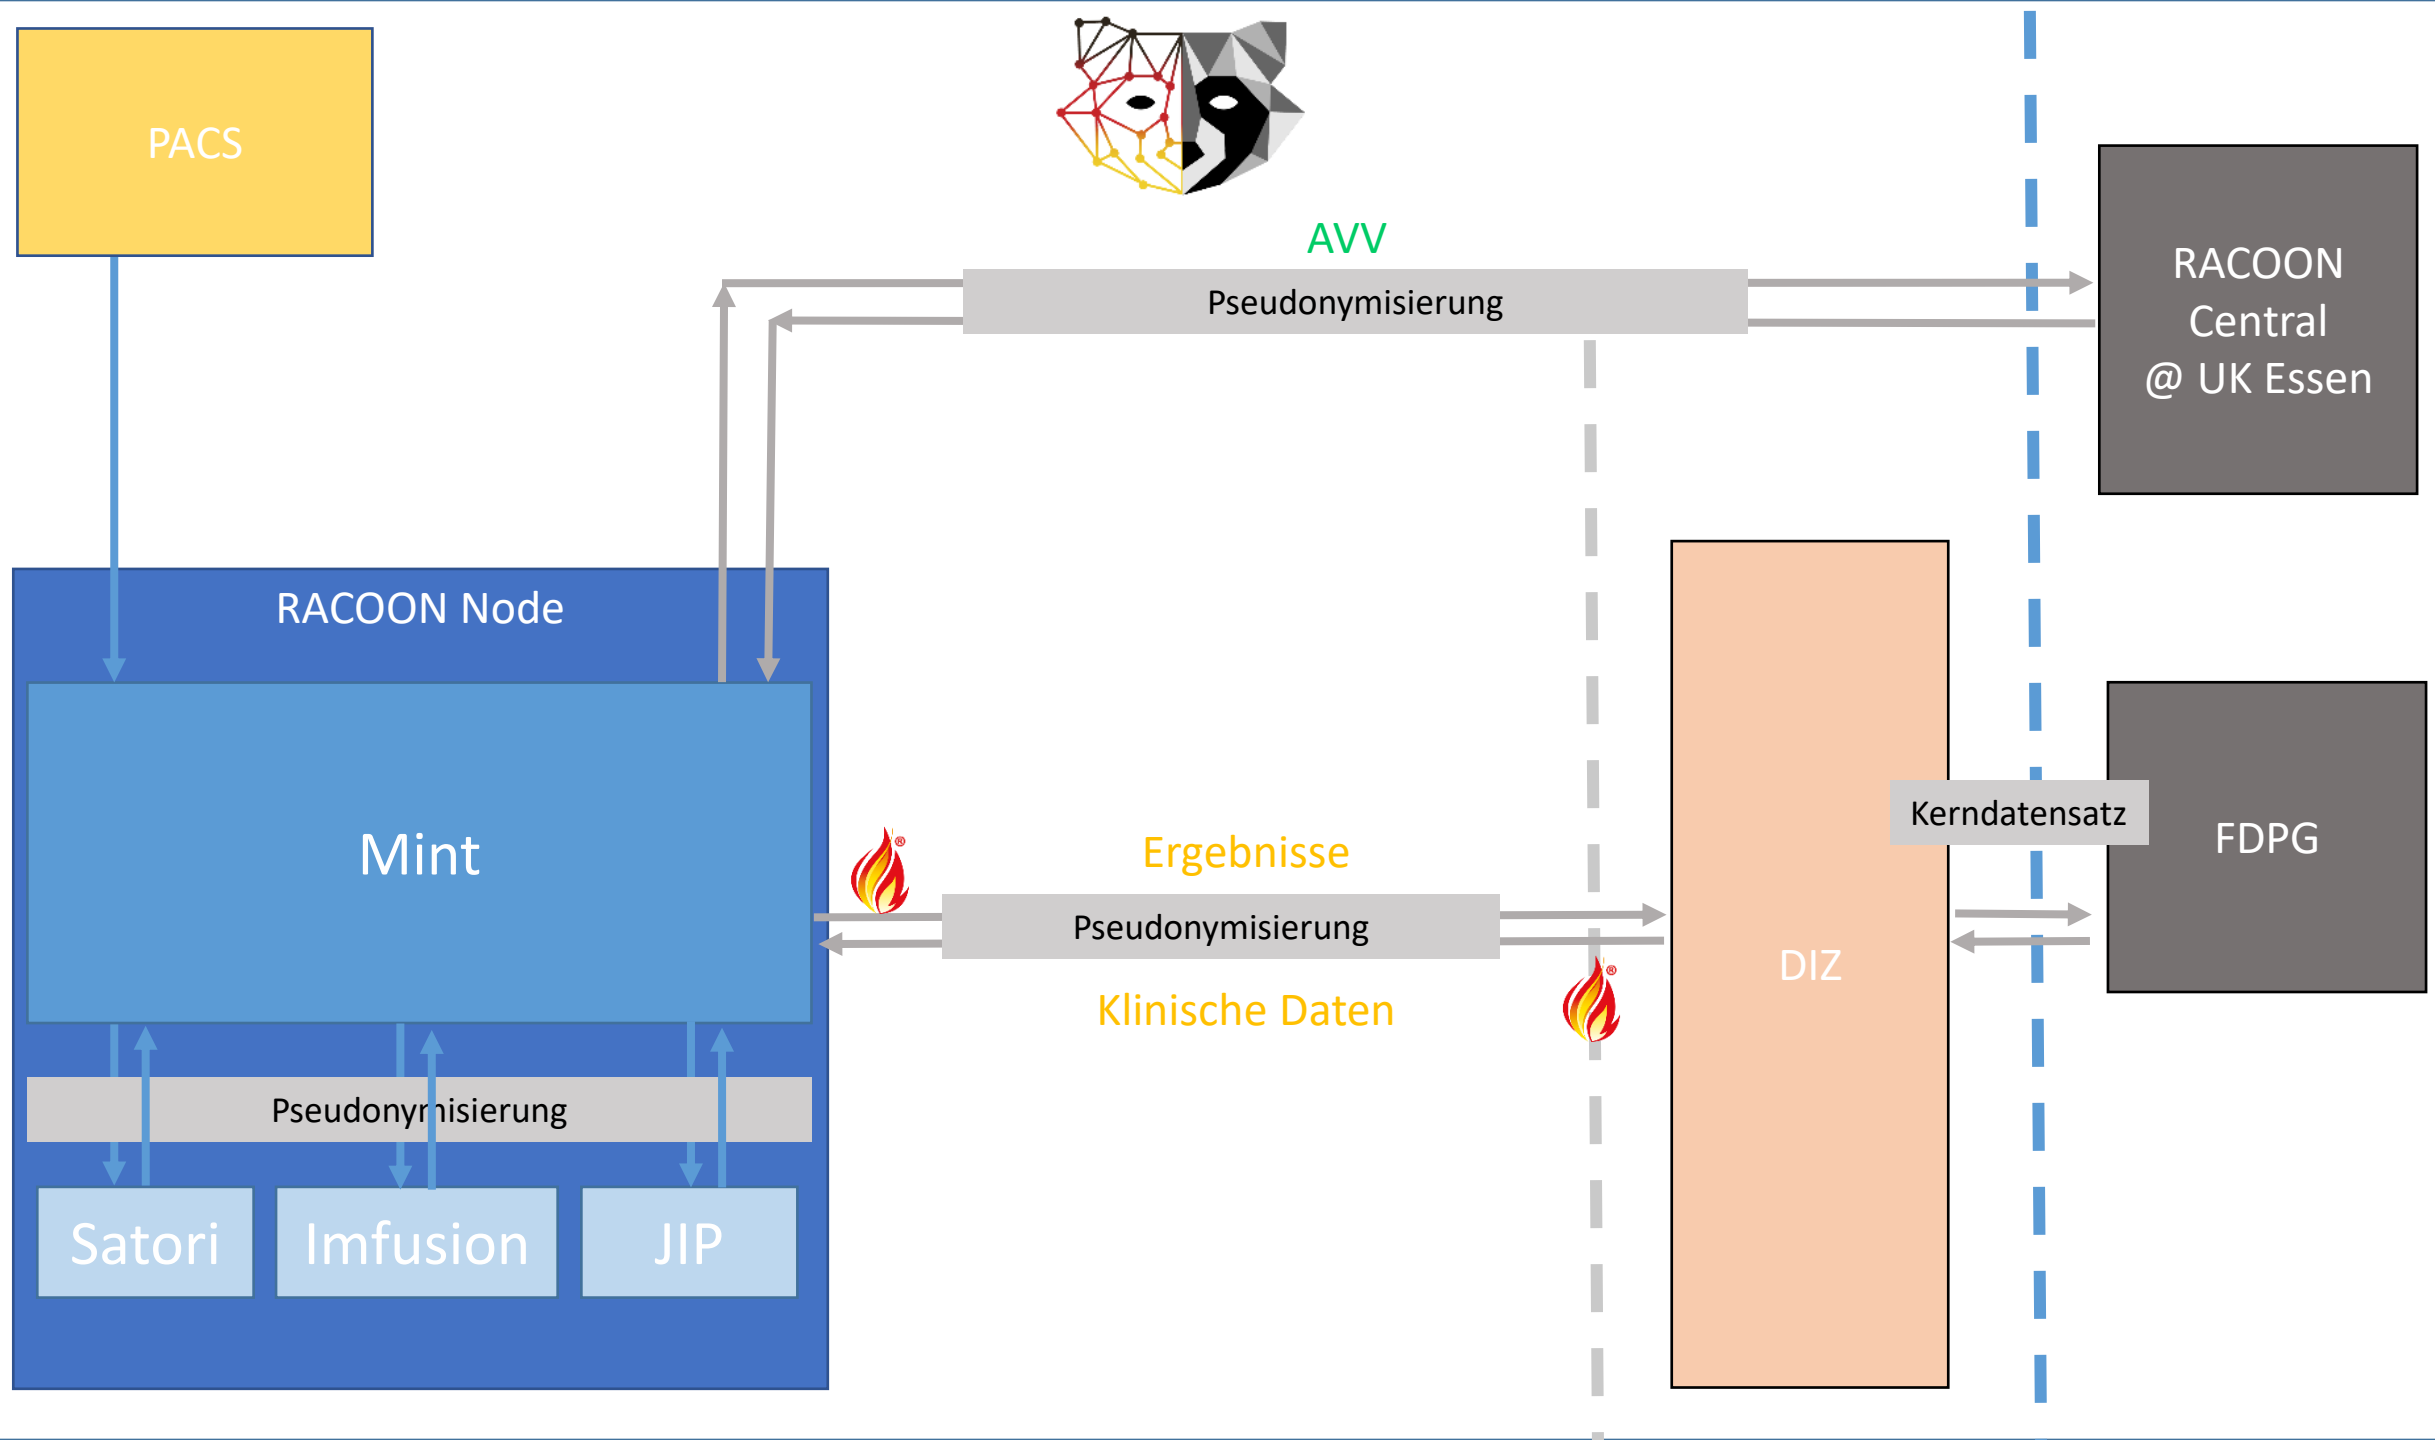 PACS
AVV
Pseudonymisierung
RACOON
Central
@ UK Essen
RACOON Node
Mint
Ergebnisse
Pseudonymisierung
Klinische Daten
®
®
DIZ
Kerndatensatz
FDPG
Pseudonymisierung
Satori
Imfusion
JIP